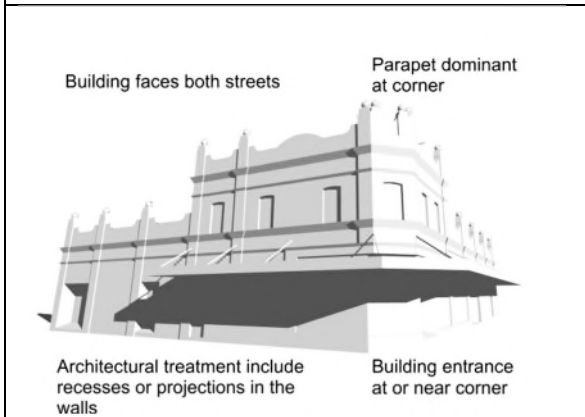 Building faces both streets
Parapet dominant
at corner
Architectural treatment include
recesses or projections in the
walls
Building entrance
at or near corner